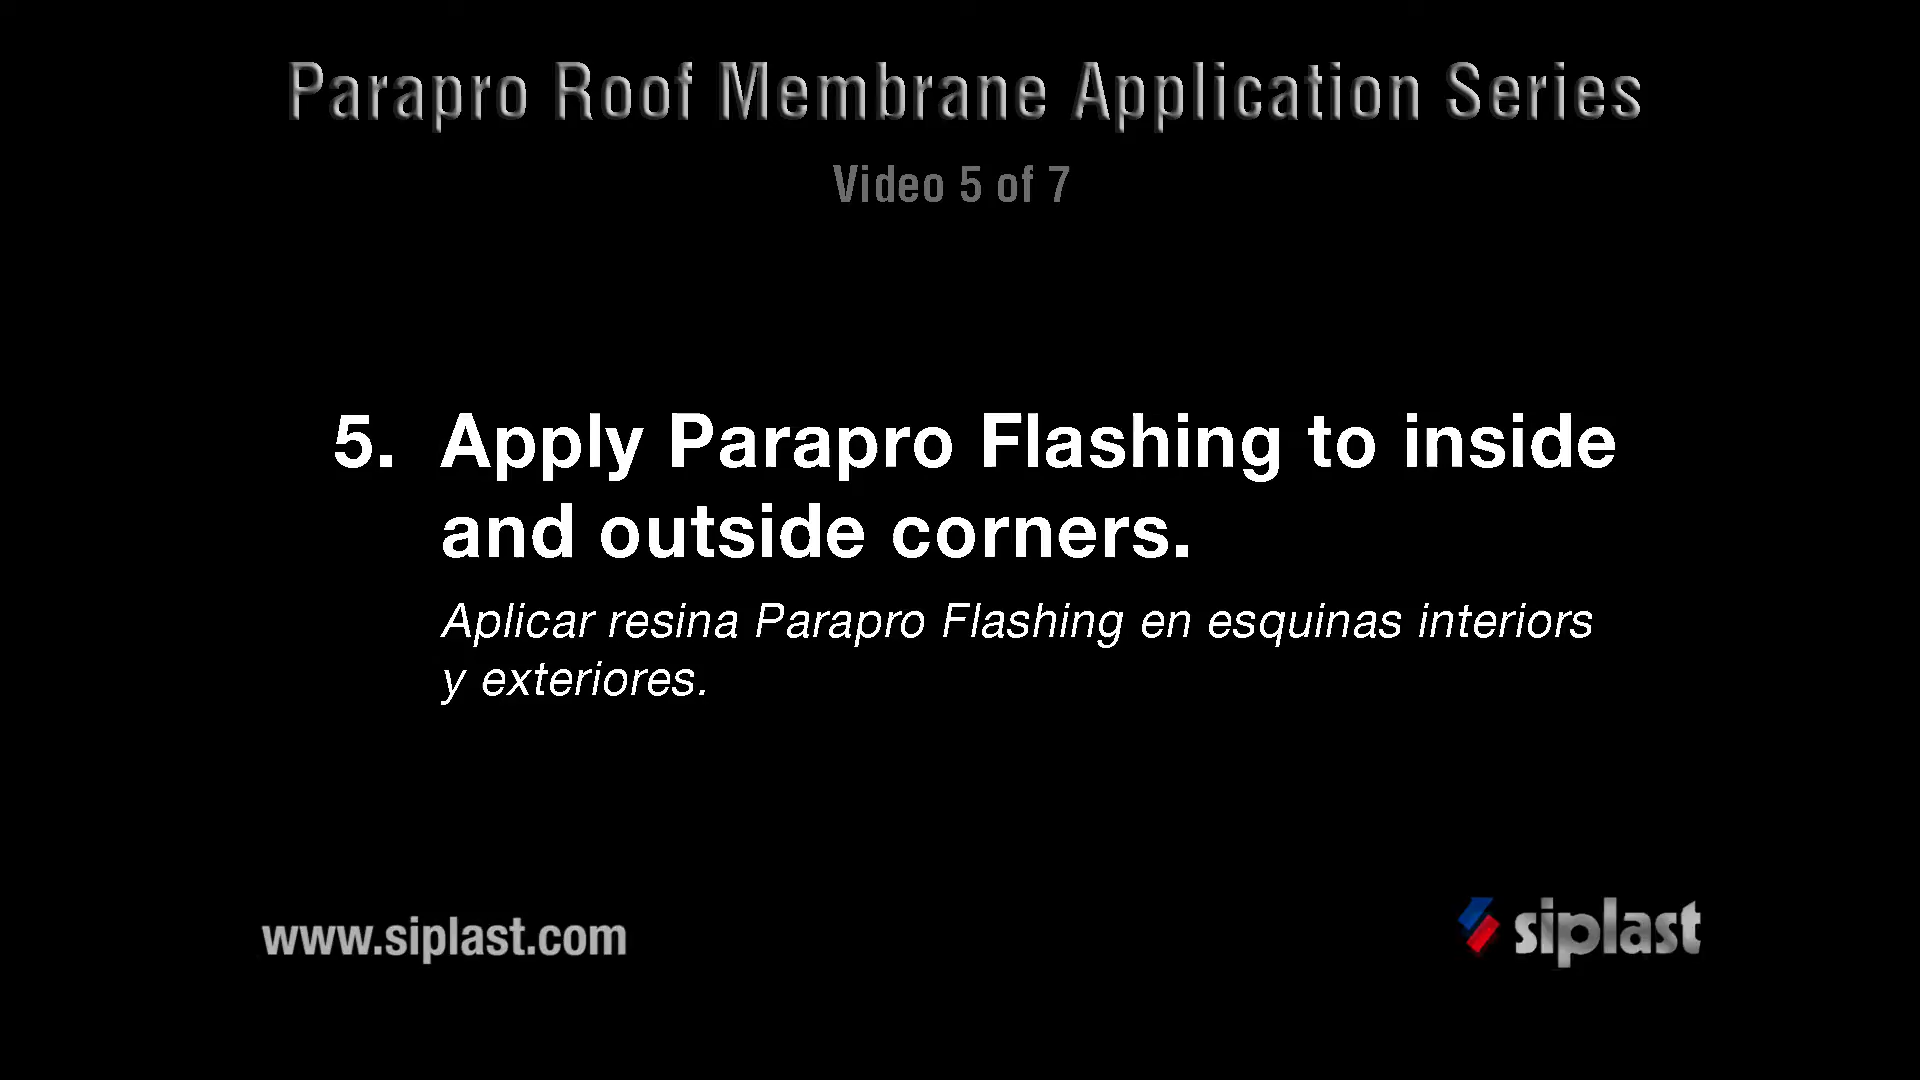 Parapro Roof Membrane Application Series
Video 5 of 7
5. Apply Parapro Flashing to inside
and outside corners.
Aplicar resina Parapro Flashing en esquinas interiors
y exteriores.
www.siplast.com
siplast